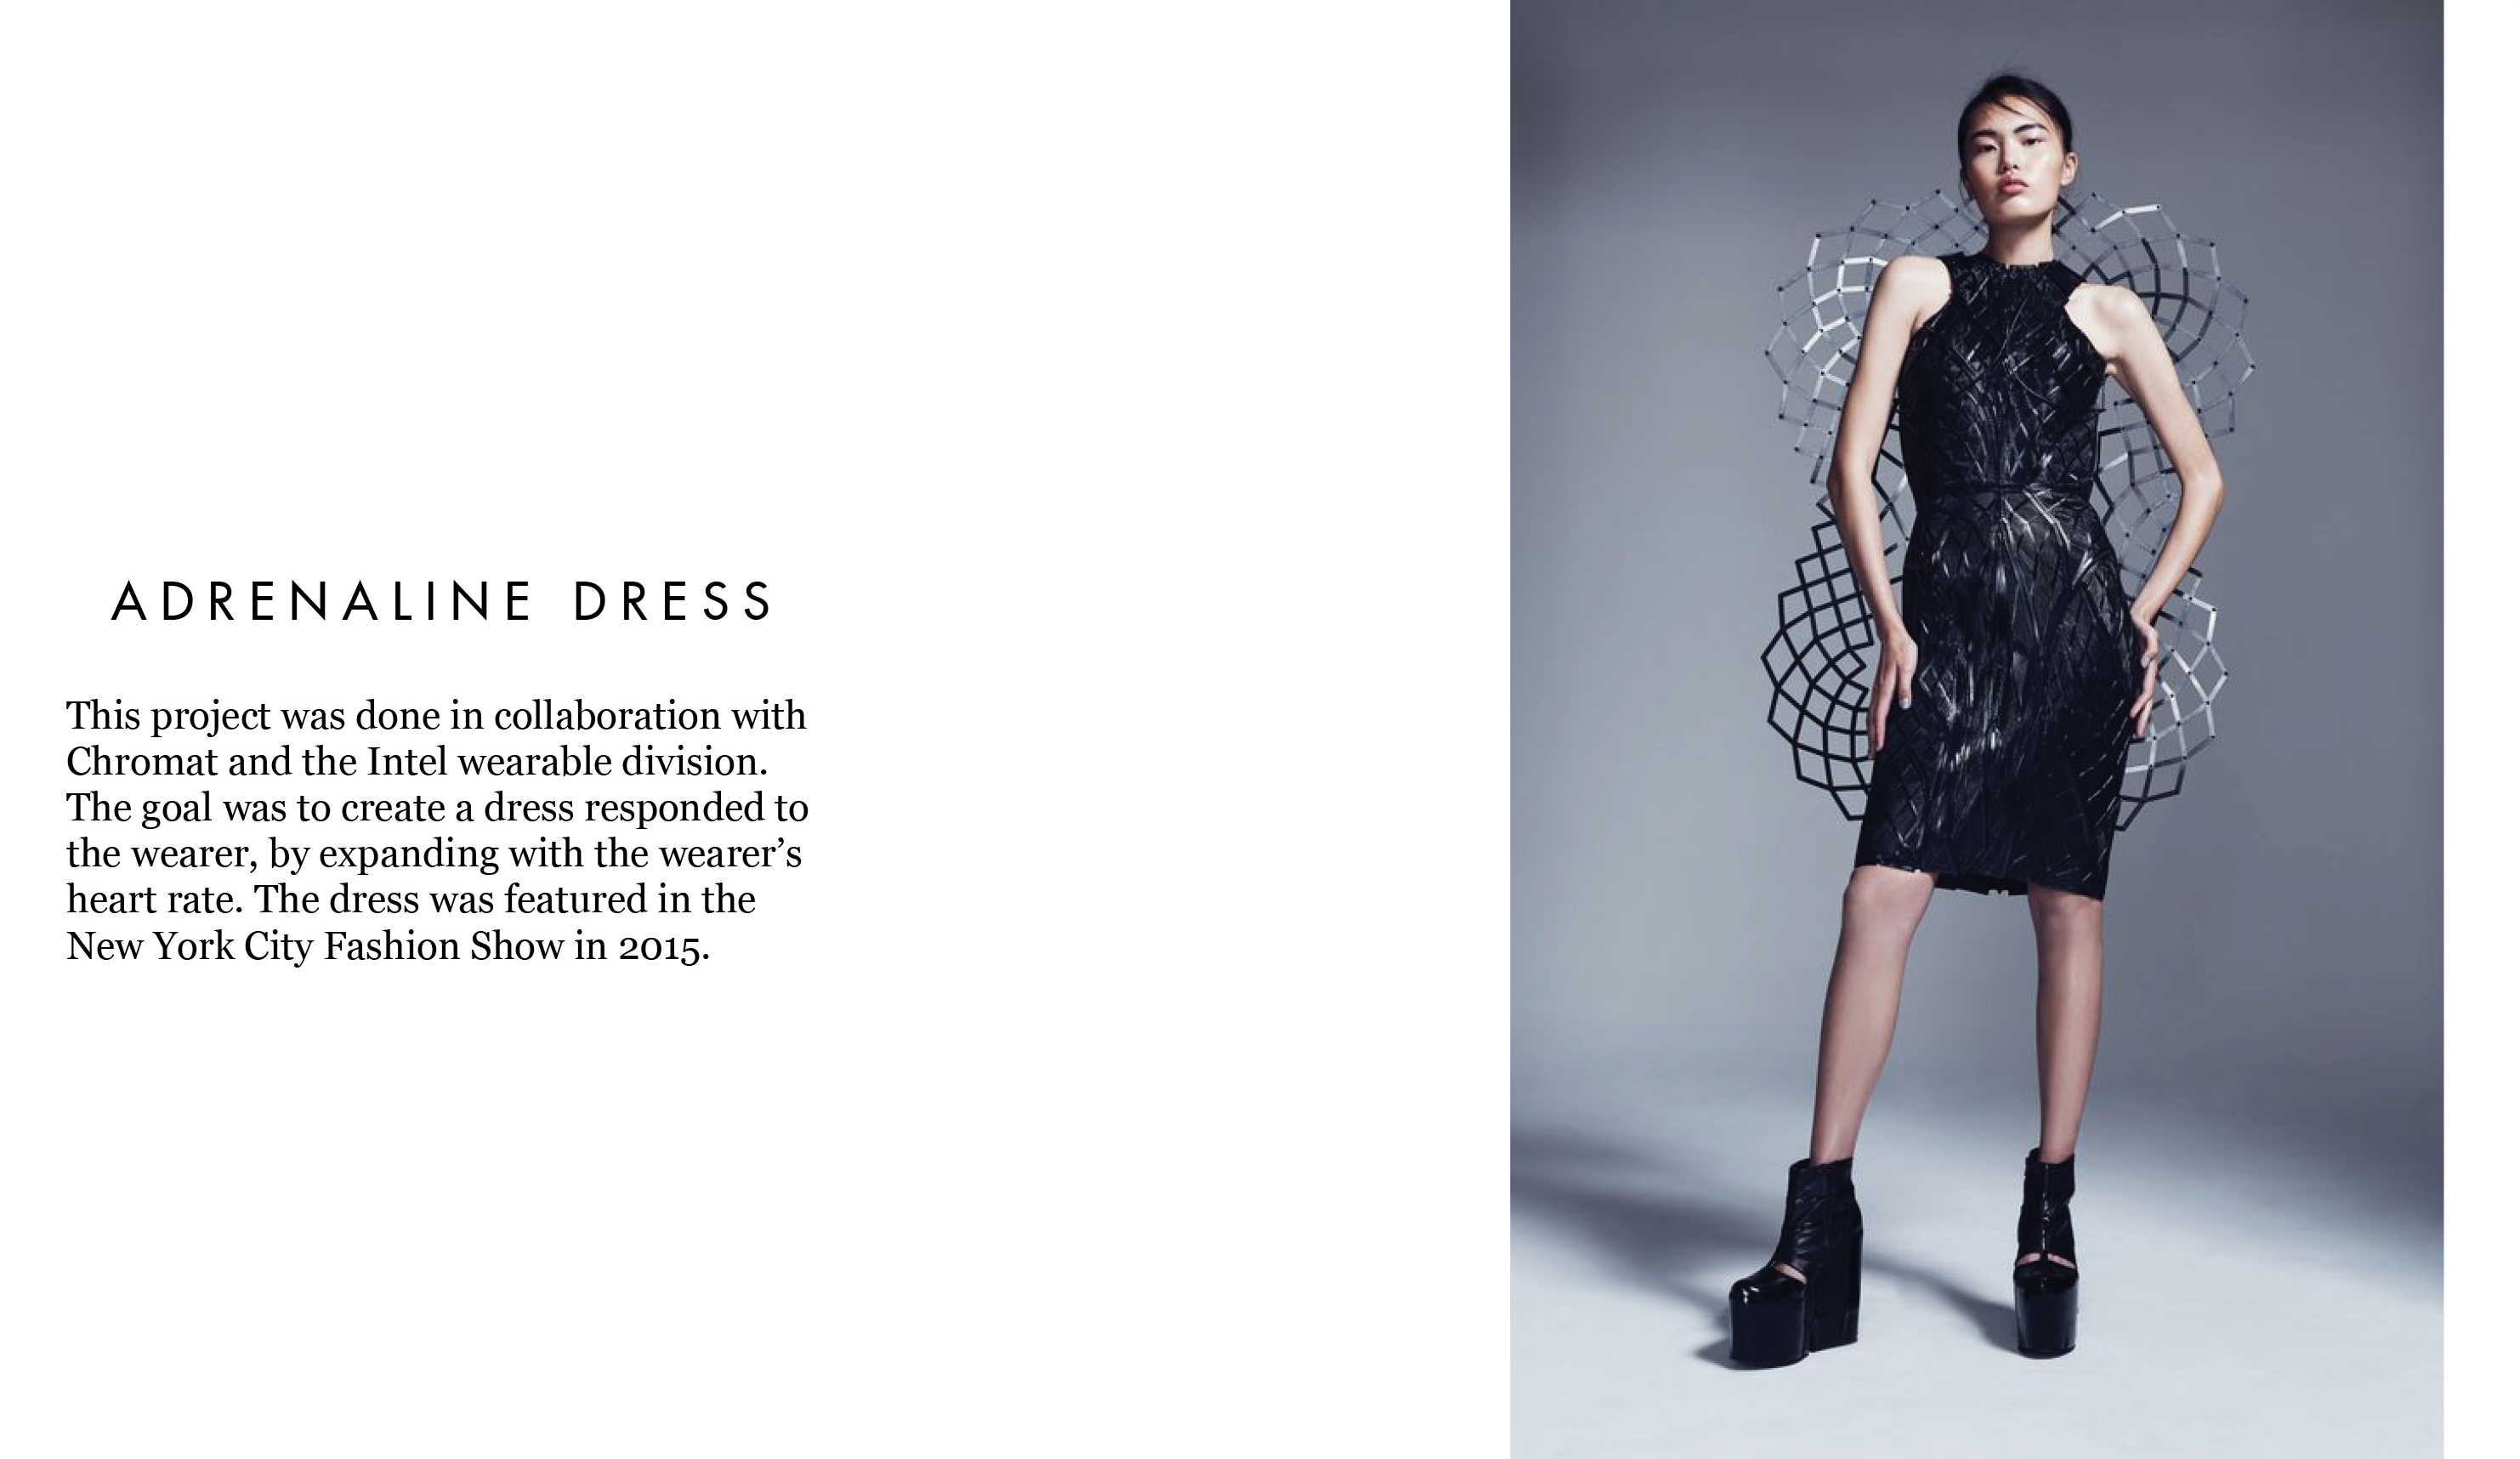 ADRENALINE DRESS
This project was done in collaboration with
Chromat and the Intel wearable division.
The goal was to create a dress responded to
the wearer, by expanding with the wearer’s
heart rate. The dress was featured in the
New York City Fashion Show in 2015.